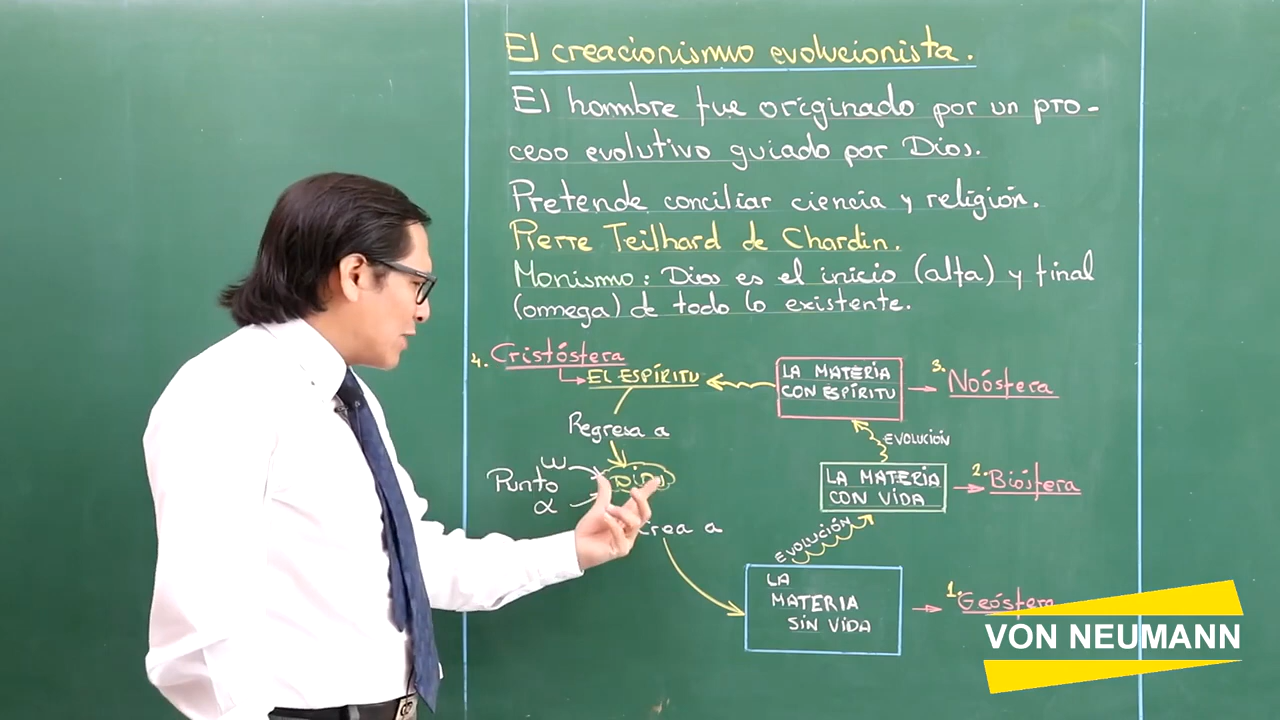 El creacionismo evolucionista.
El hombre fue originado por un pro-
ceso evolutivo guiado por Dios.
Pretende conciliar ciencia y religión.
Pierre Teilhard de Chardin.
Monismo: Dios es el inicio (alfa) y final
(omega) de todo lo existente.
4. Cristósfera
EL ESPÍRITU
LA MATERIA
CON ESPÍRITU
3. Noósfera
Regresa a
EVOLUCIÓN
ω
Punto
α
Dios
LA MATERIA
CON VIDA
2. Biósfera
Crea a
EVOLUCIÓN
LA
MATERIA
SIN VIDA
1. Geósfera
VON NEUMANN